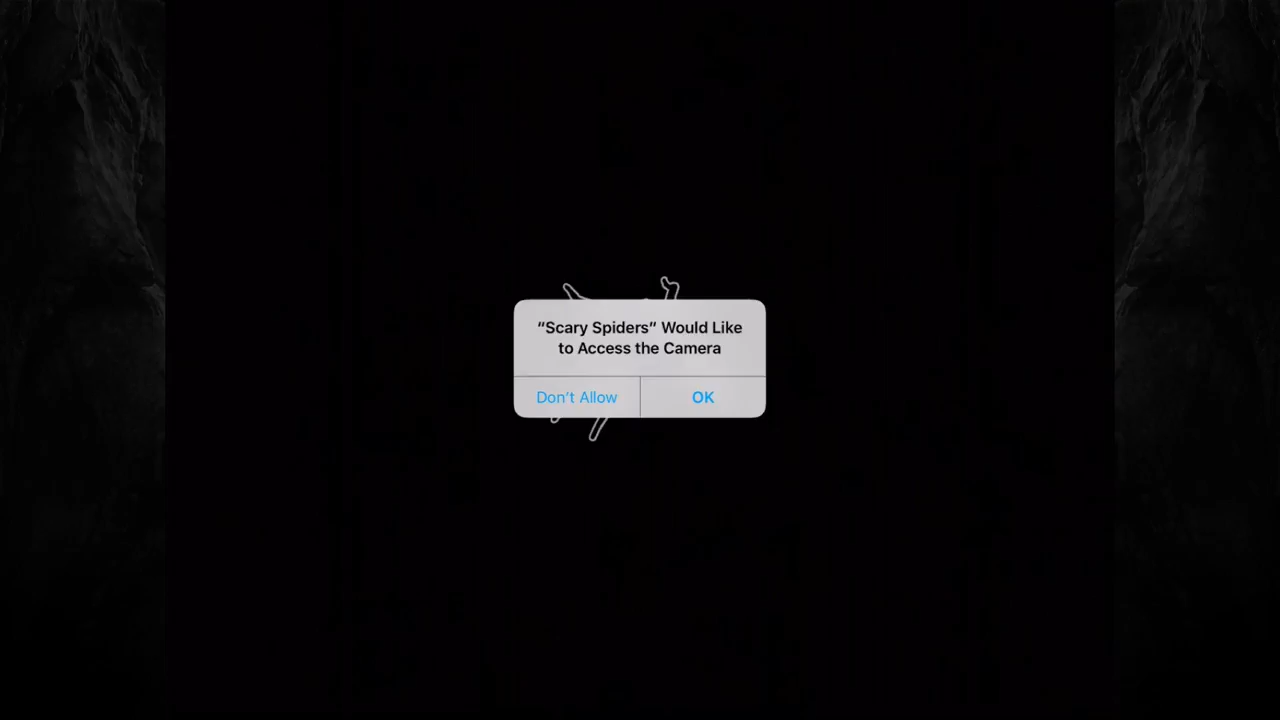 “Scary Spiders” Would Like
to Access the Camera
Don’t Allow
OK